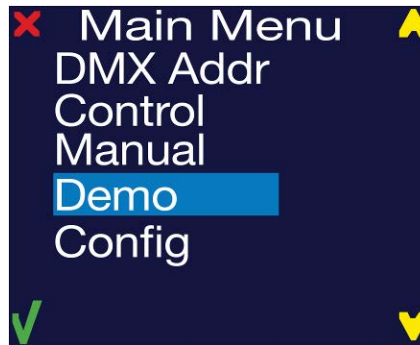 Main Menu
DMX Addr
Control
Manual
Demo
Config